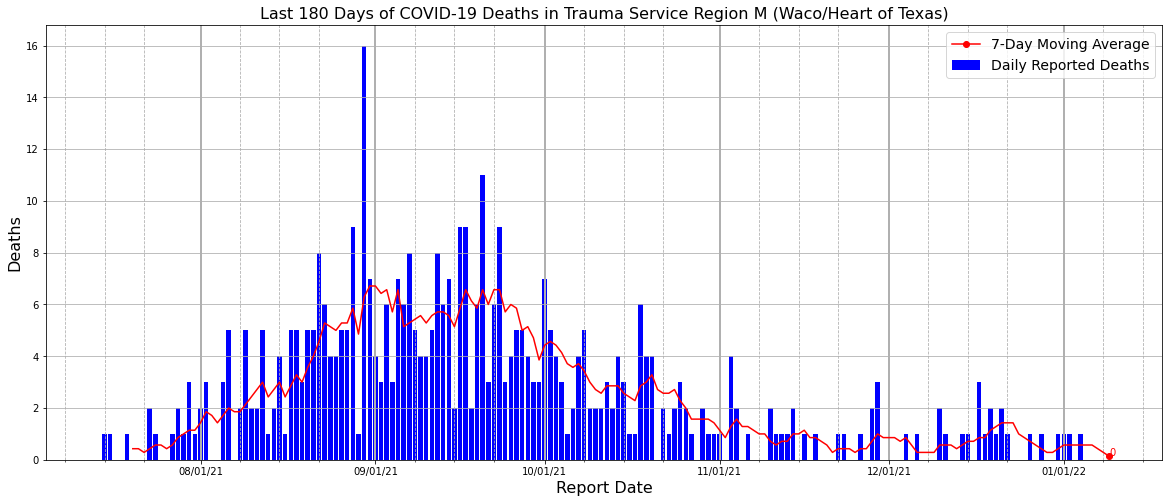 Last 180 Days of COVID-19 Deaths in Trauma Service Region M (Waco/Heart of Texas)
7-Day Moving Average
Daily Reported Deaths
Deaths
16
14
12
10
8
6
4
2
0
0
08/01/21 09/01/21 10/01/21 11/01/21 12/01/21 01/01/22
Report Date